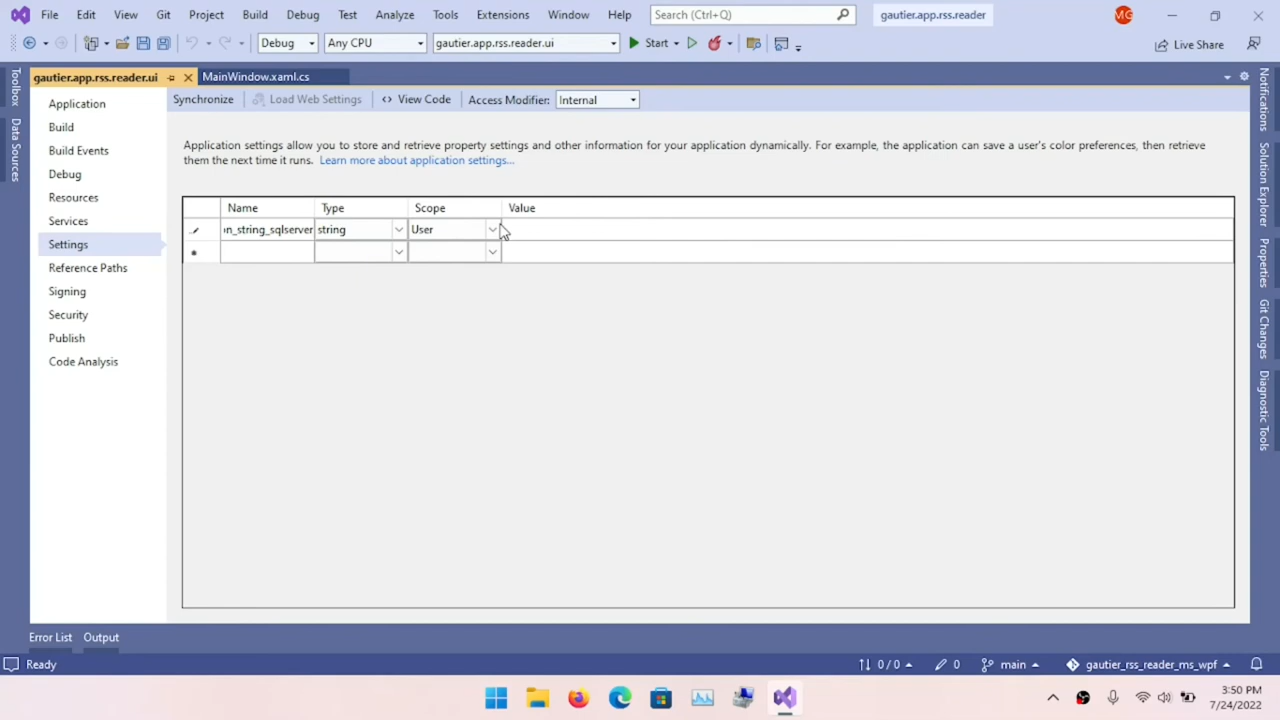 File Edit View Git Project Build Debug Test Analyze Tools Extensions Window Help Search (Ctrl+Q) gautier.app.rss.reader MG
Debug Any CPU gautier.app.rss.reader.ui Start Live Share
gautier.app.rss.reader.ui MainWindow.xaml.cs
Toolbox
Data Sources
Application
Build
Build Events
Debug
Resources
Services
Settings
Reference Paths
Signing
Security
Publish
Code Analysis
Synchronize Load Web Settings View Code Access Modifier: Internal
Application settings allow you to store and retrieve property settings and other information for your application dynamically. For example, the application can save a user's color preferences, then retrieve
them the next time it runs. Learn more about application settings...
Name Type Scope Value
n_string_sqlserver string User
Notifications
Solution Explorer
Properties
Git Changes
Diagnostic Tools
Error List Output
Ready 0 / 0 0 main gautier_rss_reader_ms_wpf
3:50 PM
7/24/2022